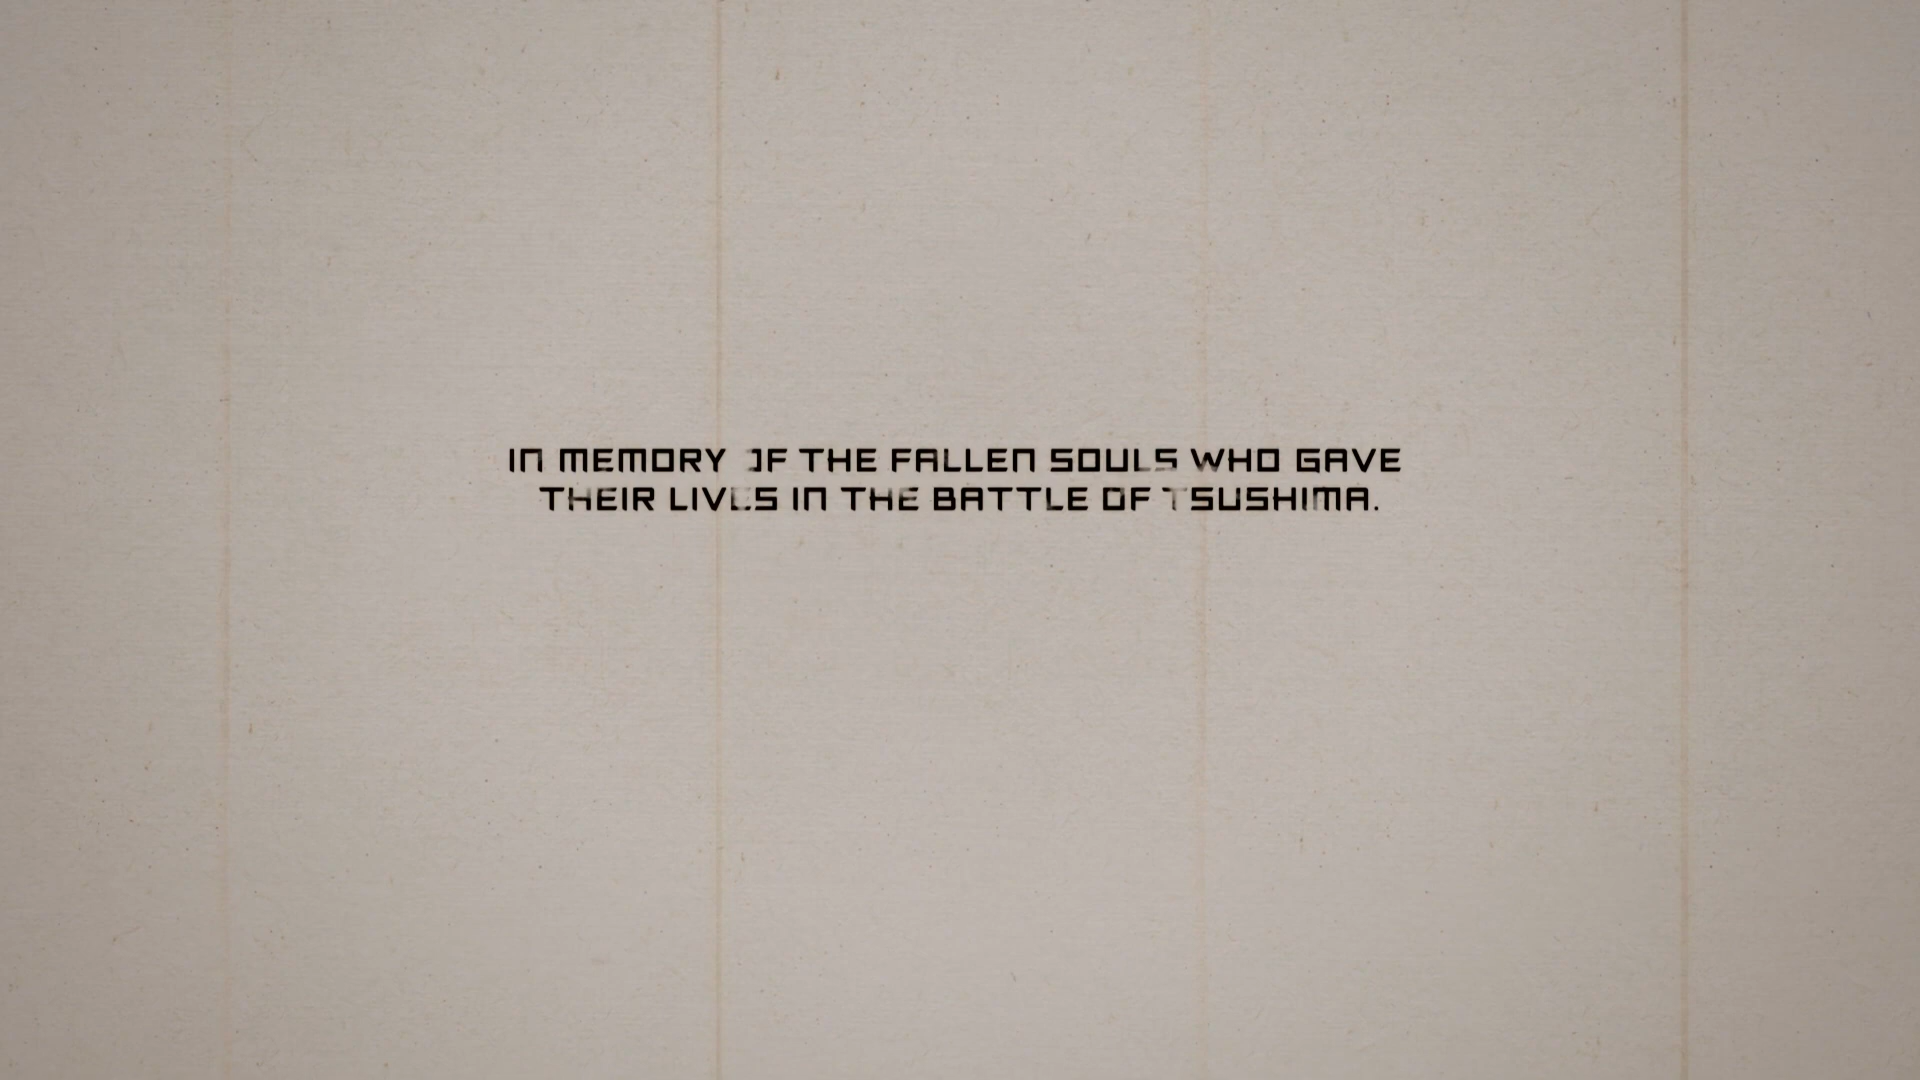 IN MEMORY OF THE FALLEN SOULS WHO GAVE
THEIR LIVES IN THE BATTLE OF TSUSHIMA.